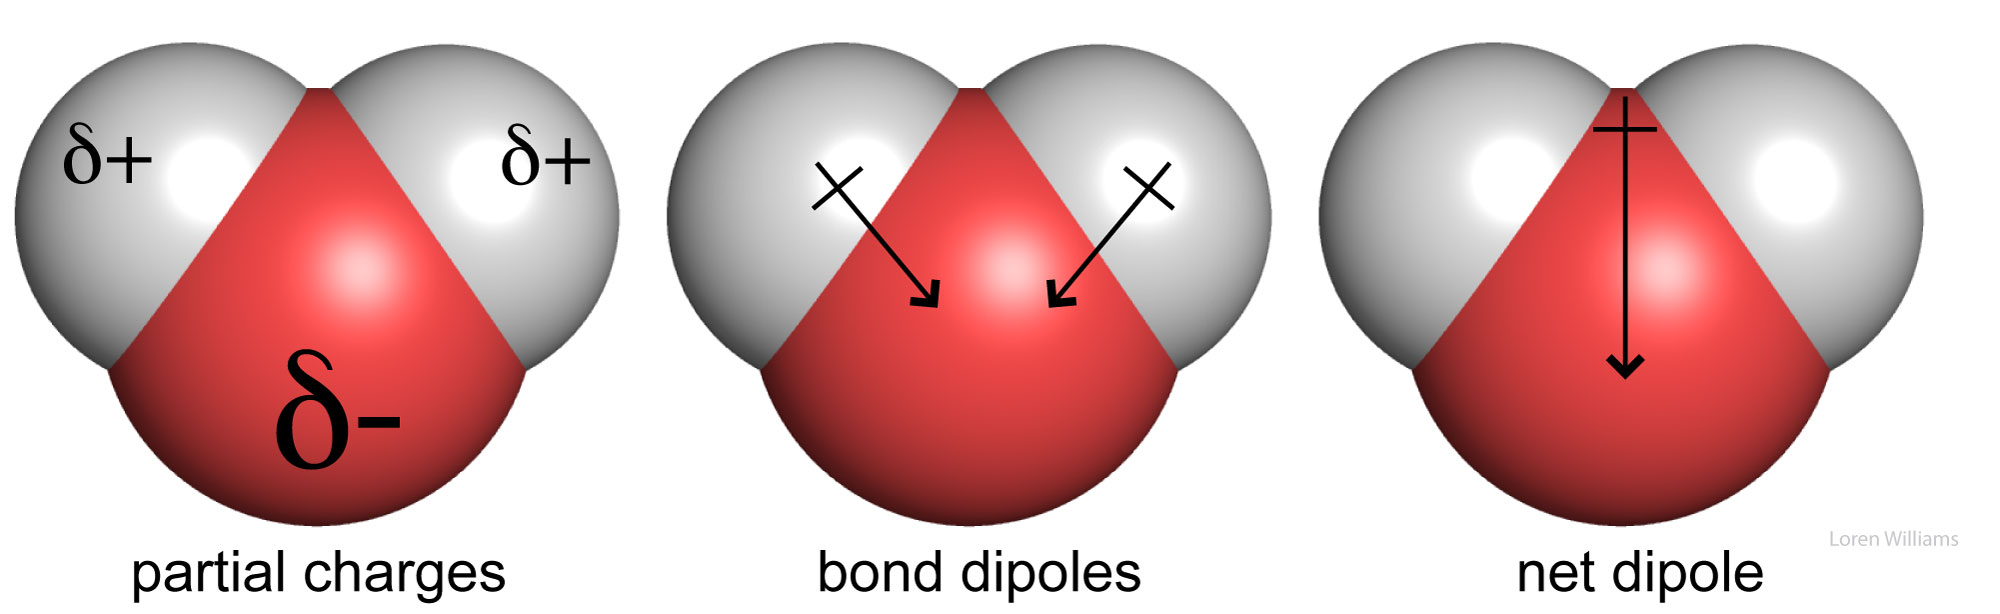 δ+
δ+
δ-
partial charges
bond dipoles
net dipole
Loren Williams